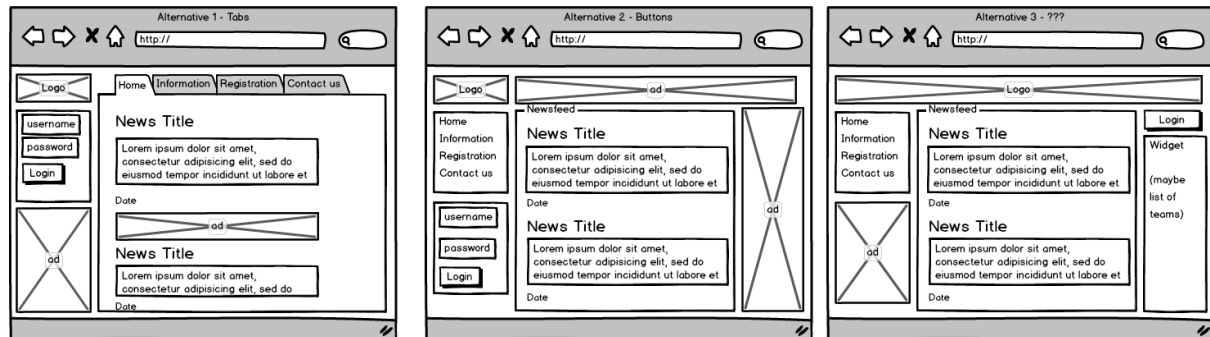 Alternative 1 - Tabs
http://
Logo
Home
Information
Registration
Contact us
username
password
Login
ad
News Title
Lorem ipsum dolor sit amet,
consectetur adipisicing elit, sed do
eiusmod tempor incididunt ut labore et
Date
ad
News Title
Lorem ipsum dolor sit amet,
consectetur adipisicing elit, sed do
Date
Alternative 2 - Buttons
http://
Logo
ad
Home
Information
Registration
Contact us
username
password
Login
Newsfeed
News Title
Lorem ipsum dolor sit amet,
consectetur adipisicing elit, sed do
eiusmod tempor incididunt ut labore et
Date
News Title
Lorem ipsum dolor sit amet,
consectetur adipisicing elit, sed do
eiusmod tempor incididunt ut labore et
Date
ad
Alternative 3 - ???
http://
Logo
Home
Information
Registration
Contact us
ad
Newsfeed
News Title
Lorem ipsum dolor sit amet,
consectetur adipisicing elit, sed do
eiusmod tempor incididunt ut labore et
Date
News Title
Lorem ipsum dolor sit amet,
consectetur adipisicing elit, sed do
eiusmod tempor incididunt ut labore et
Date
Login
Widget
(maybe
list of
teams)